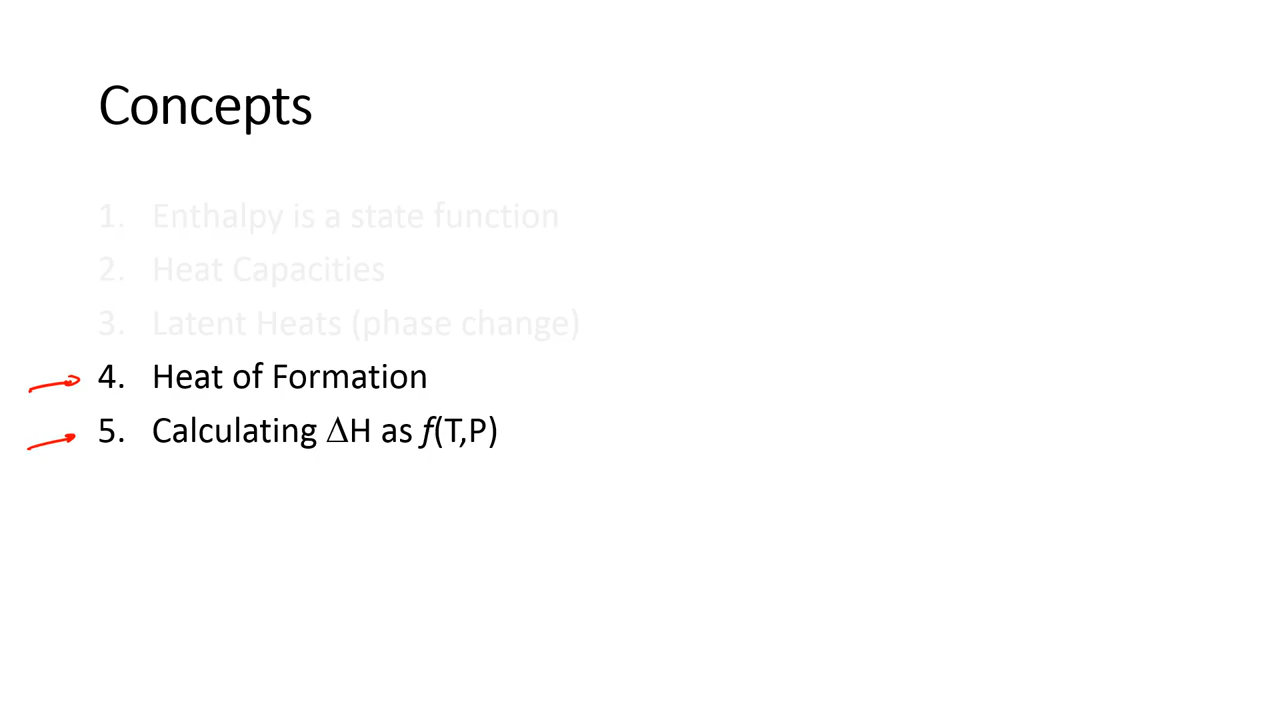 Concepts
1. Enthalpy is a state function
2. Heat Capacities
3. Latent Heats (phase change)
4. Heat of Formation
5. Calculating ΔH as f(T,P)